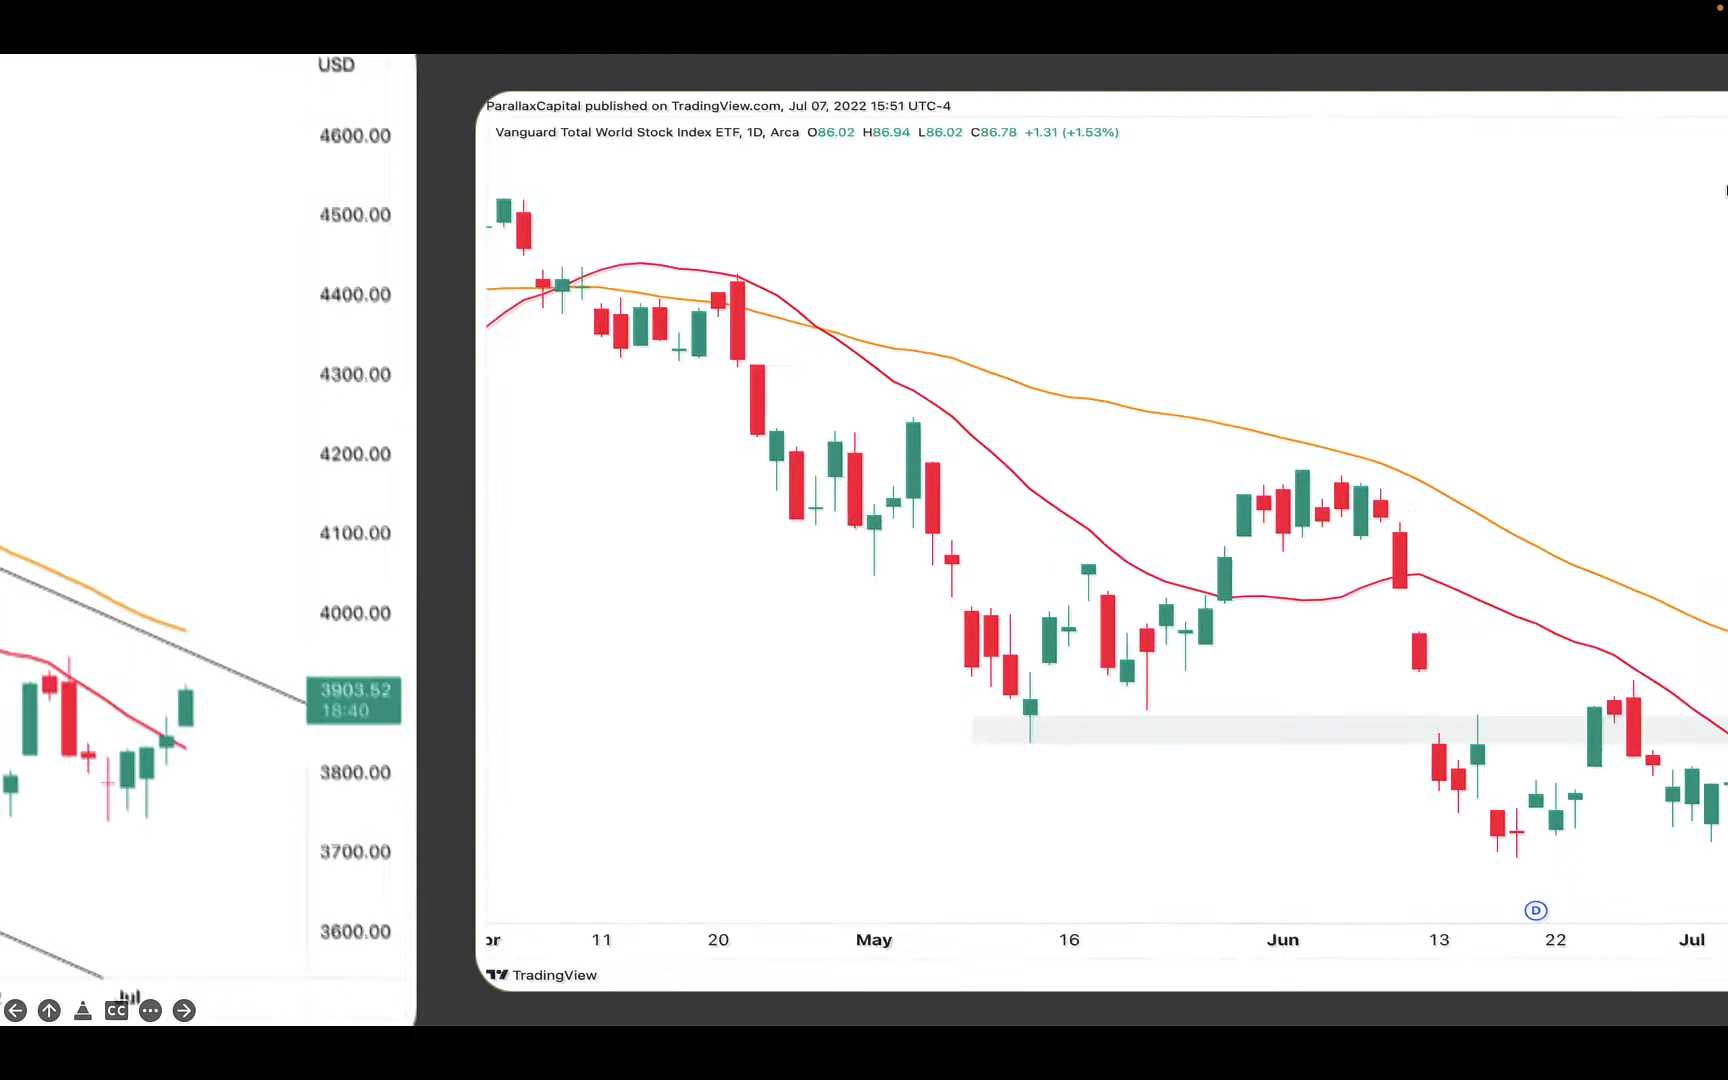 USD
4600.00
4500.00
4400.00
4300.00
4200.00
4100.00
4000.00
3903.52
18:40
3800.00
3700.00
3600.00
Jul
CC
ParallaxCapital published on TradingView.com, Jul 07, 2022 15:51 UTC-4
Vanguard Total World Stock Index ETF, 1D, Arca O86.02 H86.94 L86.02 C86.78 +1.31 (+1.53%)
D
pr 11 20 May 16 Jun 13 22 Jul
TradingView